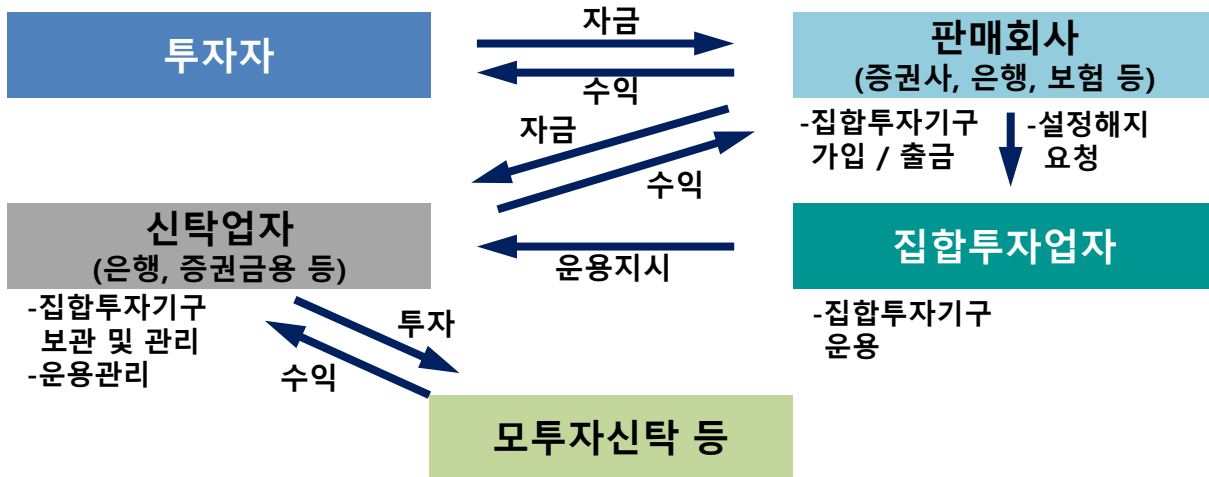 투자자
자금
수익
판매회사
(증권사, 은행, 보험 등)
-집합투자기구
가입 / 출금
-설정해지
요청
자금
수익
신탁업자
(은행, 증권금용 등)
-집합투자기구
보관 및 관리
-운용관리
운용지시
집합투자업자
-집합투자기구
운용
투자
수익
모투자신탁 등